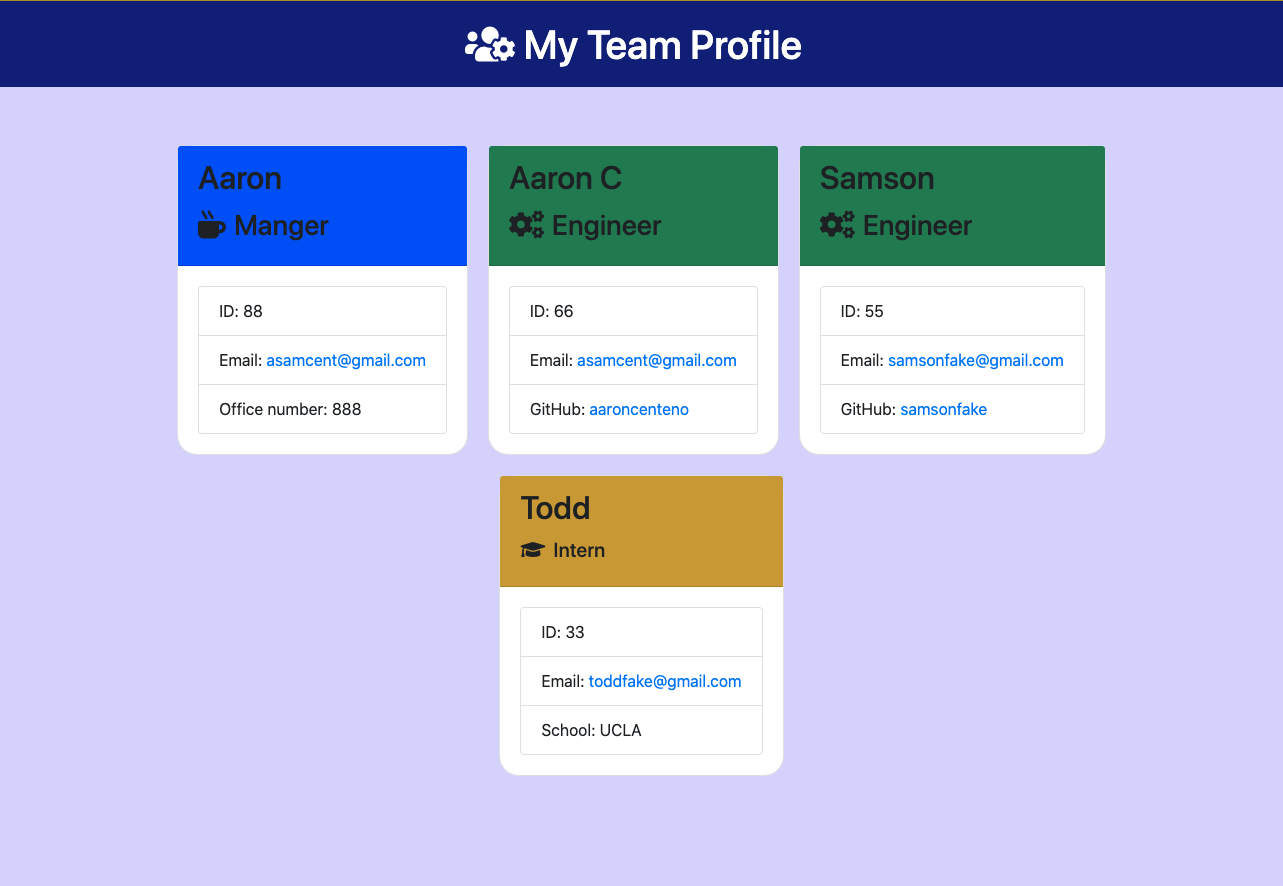 My Team Profile
Aaron
Manger
ID: 88
Email: asamcent@gmail.com
Office number: 888
Aaron C
Engineer
ID: 66
Email: asamcent@gmail.com
GitHub: aaroncenteno
Samson
Engineer
ID: 55
Email: samsonfake@gmail.com
GitHub: samsonfake
Todd
Intern
ID: 33
Email: toddfake@gmail.com
School: UCLA